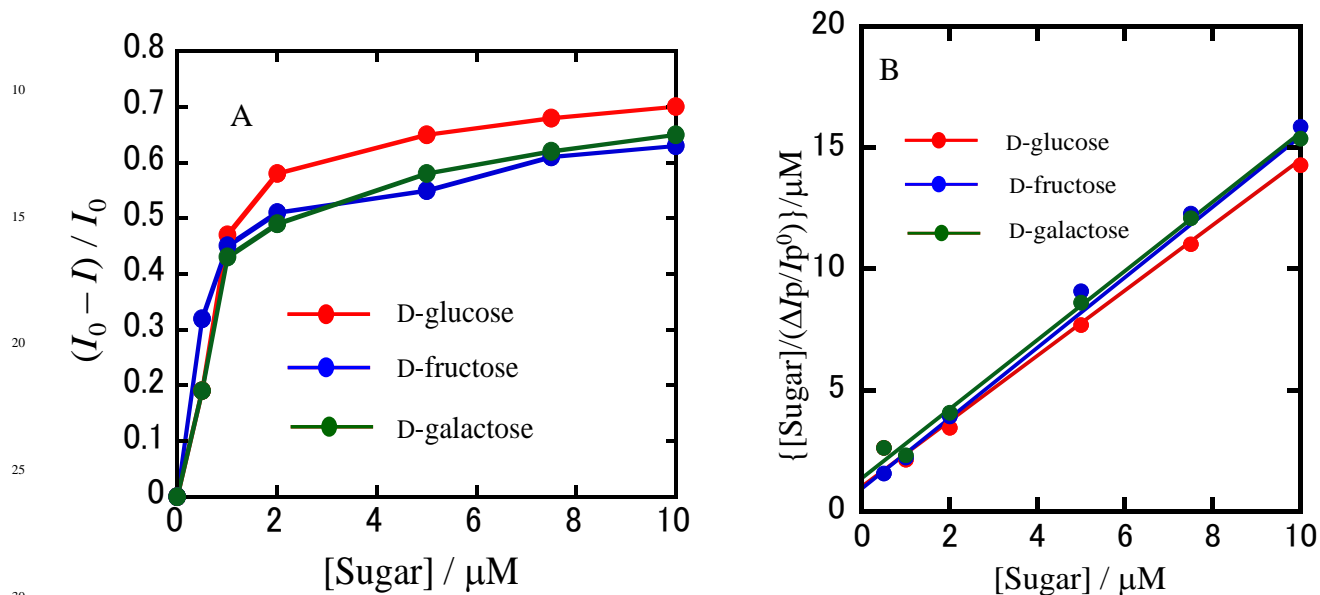 10
15
20
25
A
0.8
0.7
0.6
0.5
0.4
0.3
0.2
0.1
0
(I₀ – I) / I₀
D-glucose
D-fructose
D-galactose
0 2 4 6 8 10
[Sugar] / μM
B
20
15
10
5
0
{[Sugar]/(ΔIp/Ip⁰)}/μM
D-glucose
D-fructose
D-galactose
0 2 4 6 8 10
[Sugar] / μM